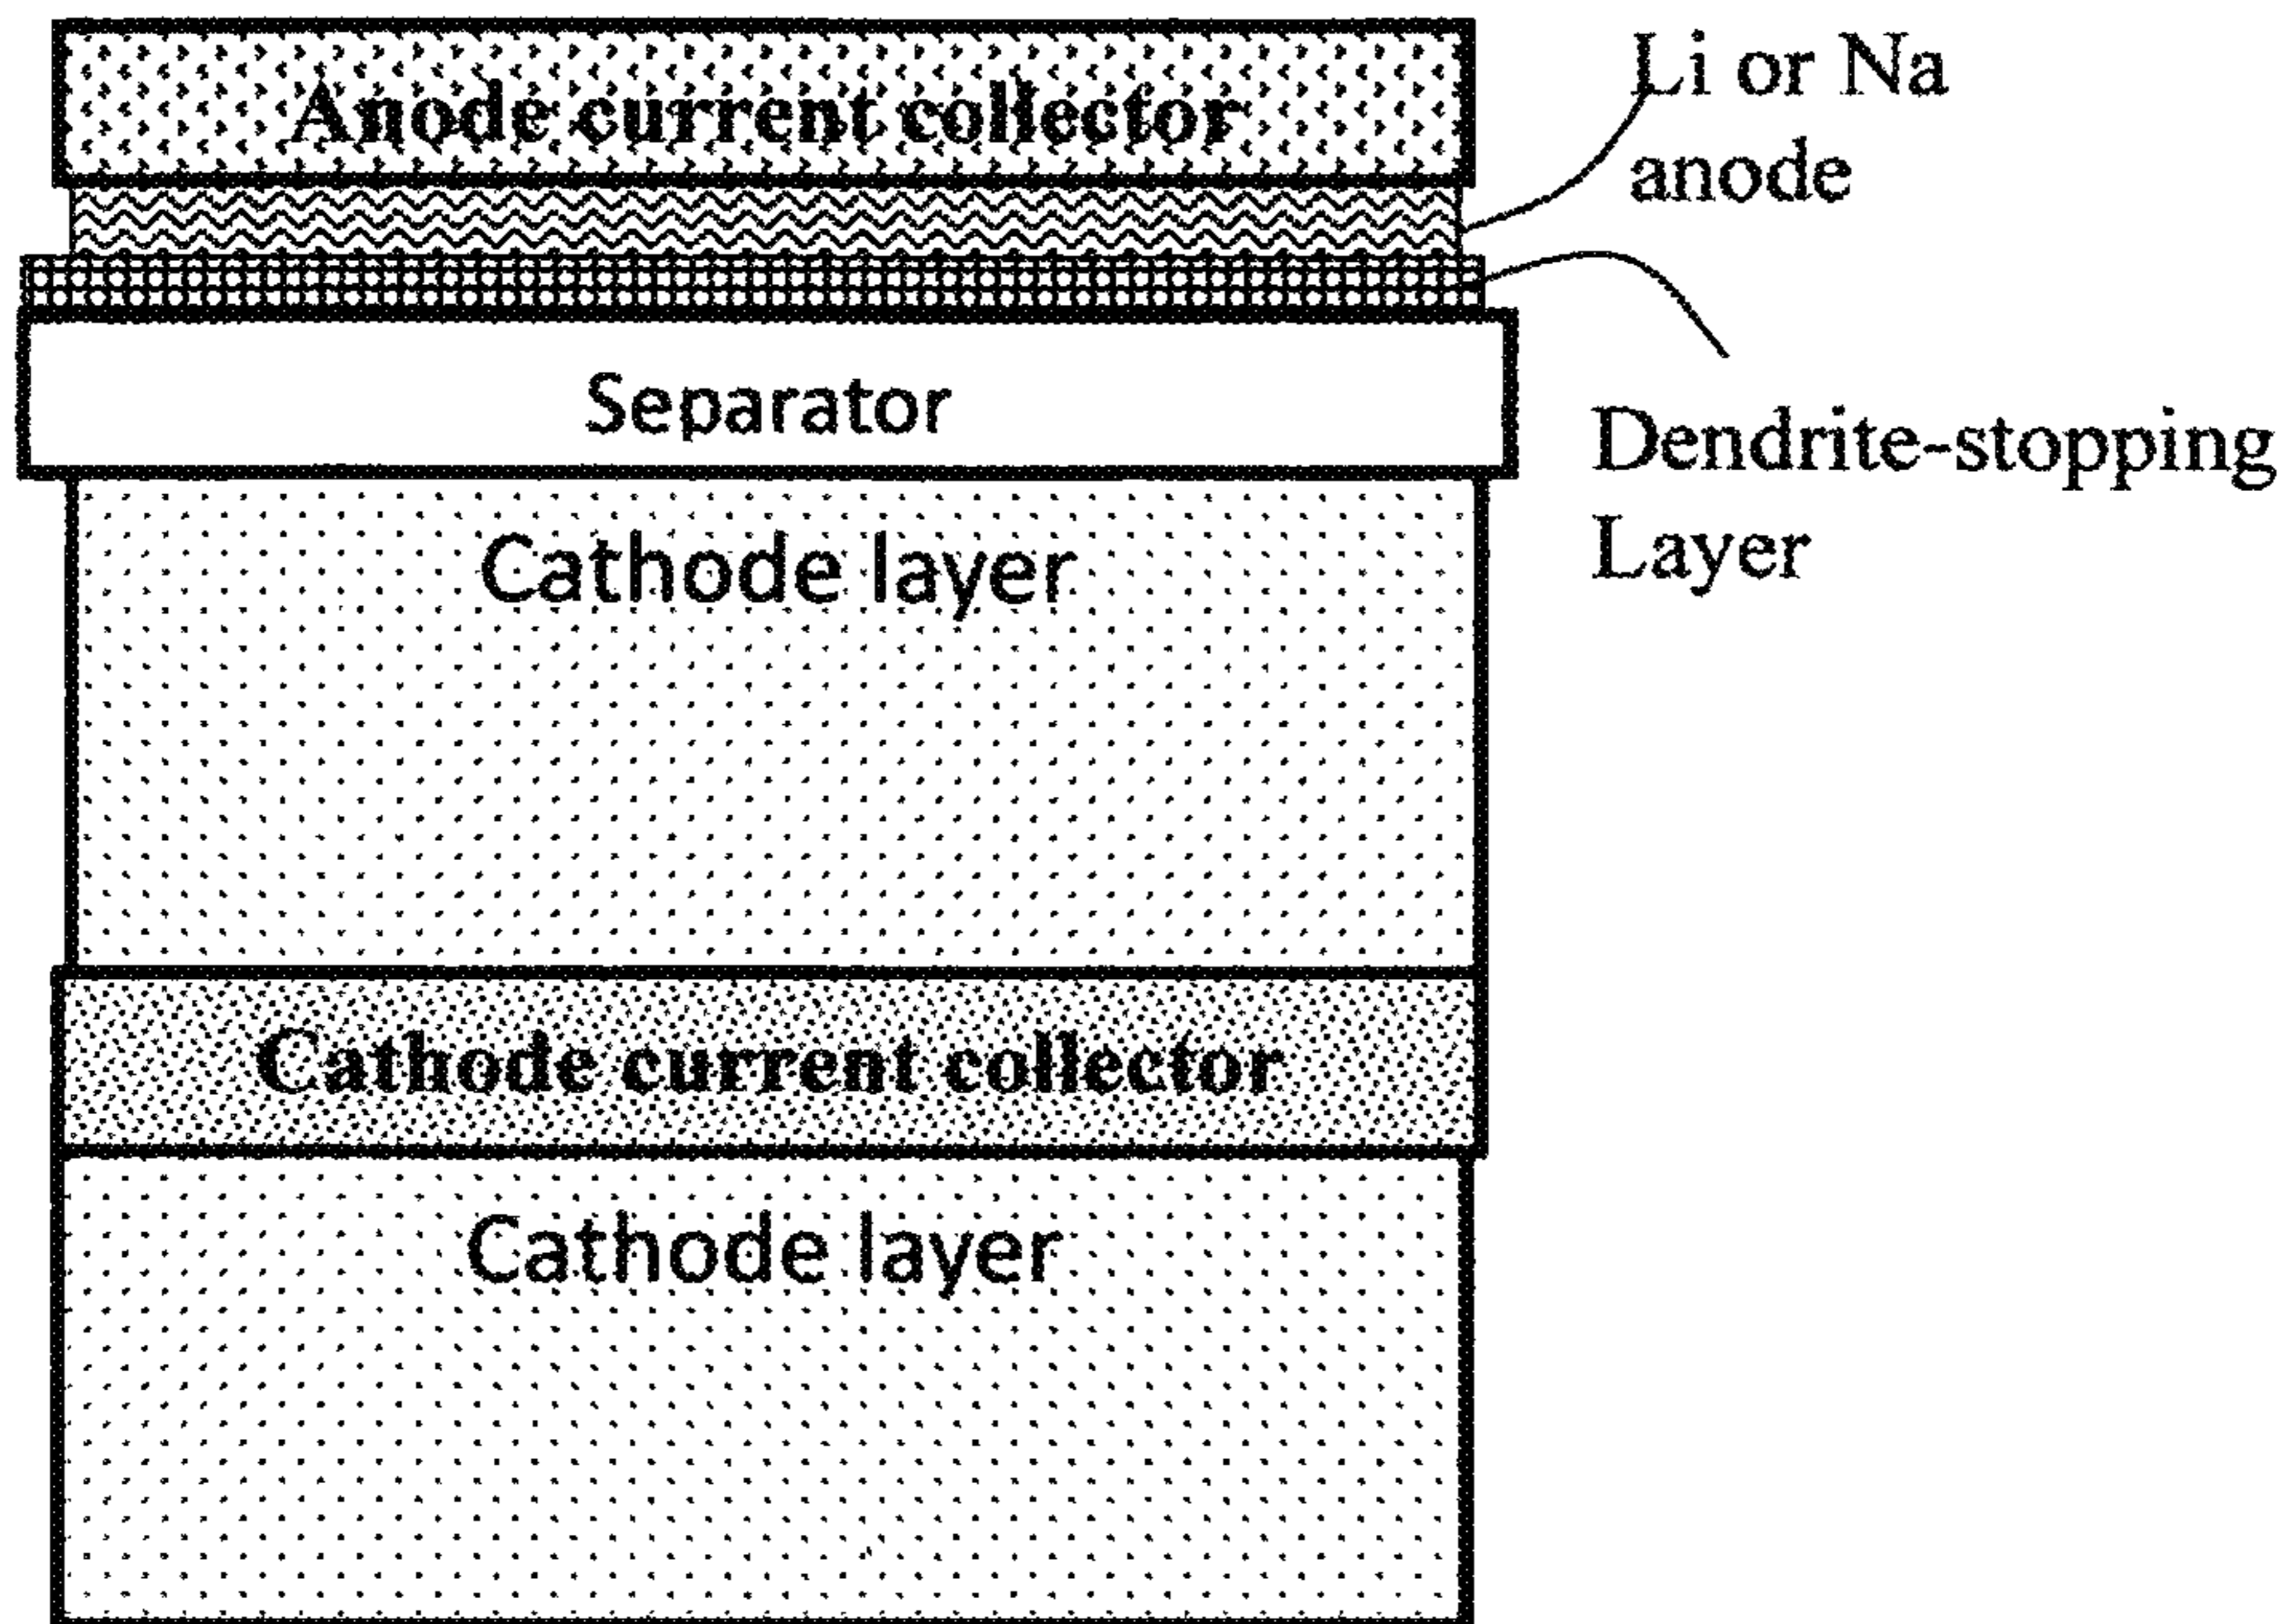 Anode current collector
Li or Na
anode
Separator
Dendrite-stopping
Layer
Cathode layer
Cathode current collector
Cathode layer